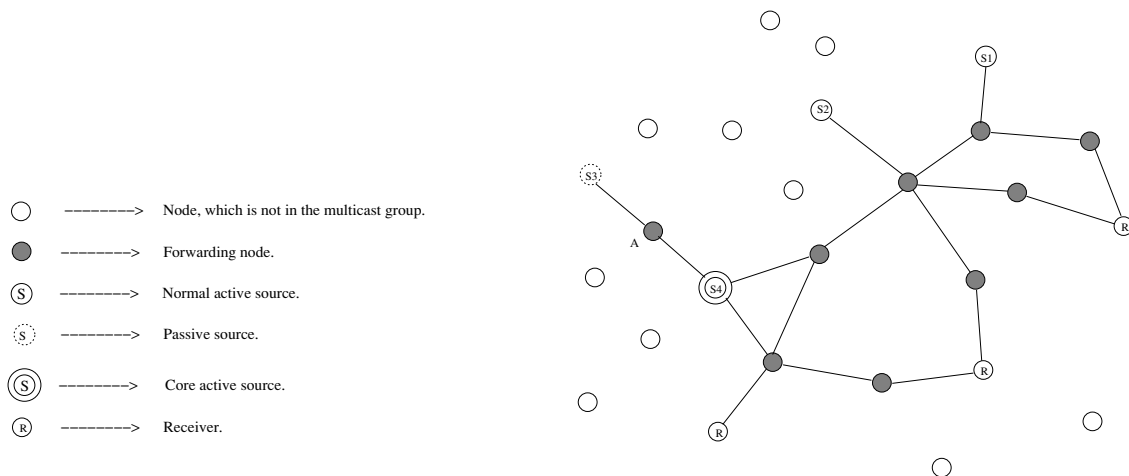 −−−−−−−−> Node, which is not in the multicast group.
−−−−−−−−> Forwarding node.
S −−−−−−−−> Normal active source.
S −−−−−−−−> Passive source.
S −−−−−−−−> Core active source.
R −−−−−−−−> Receiver.
S1
S2
S3
R
A
S4
R
R